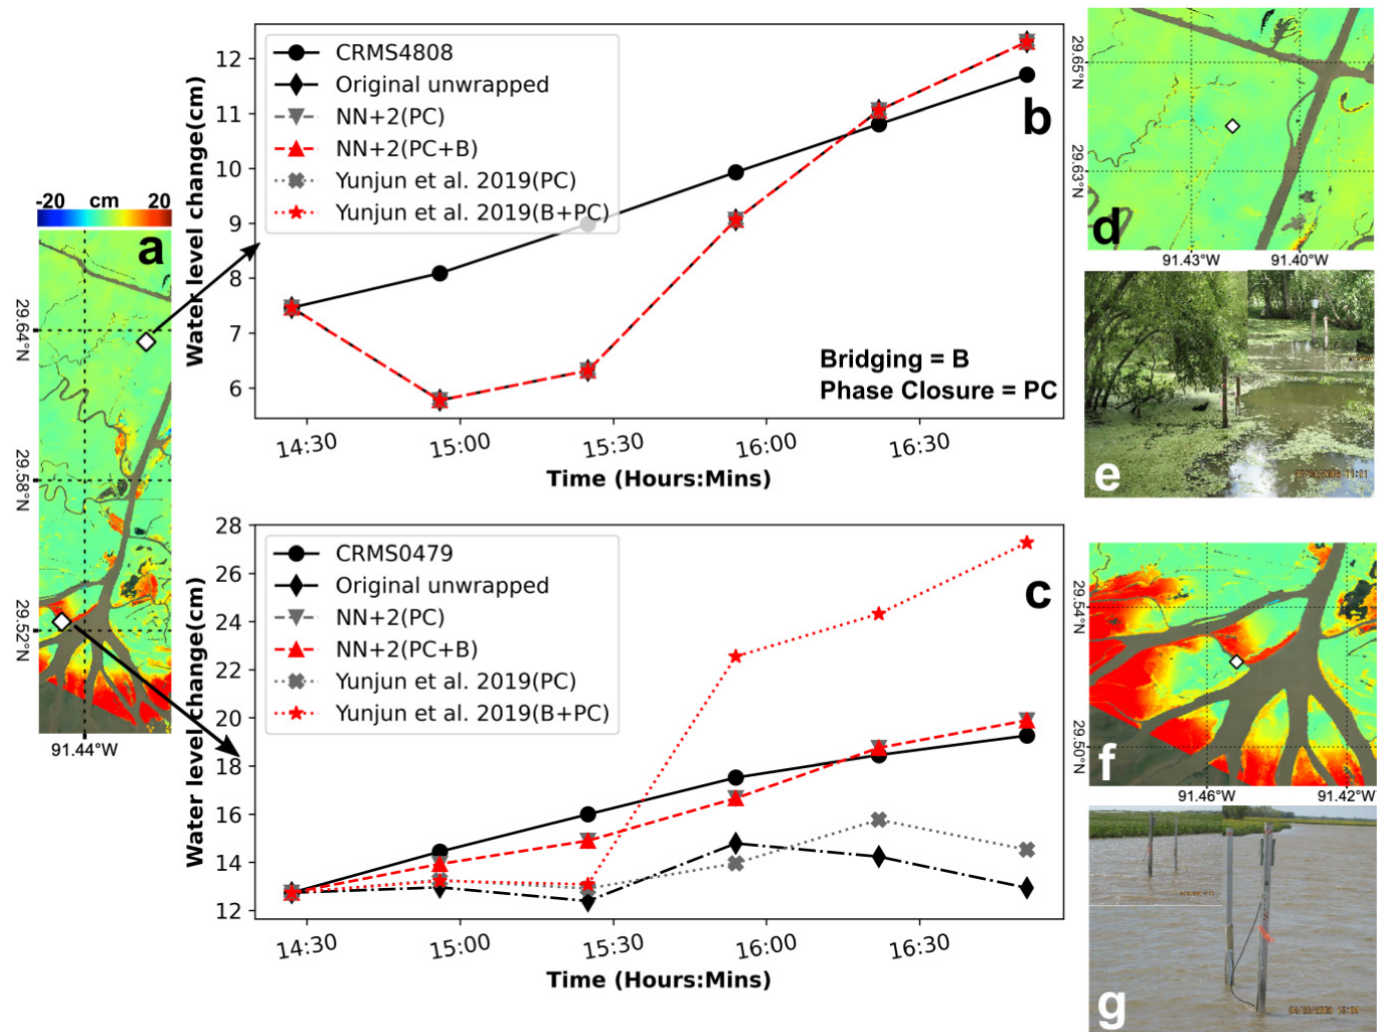 -20 cm 20
a
29.64°N
29.58°N
29.52°N
91.44°W
Water level change(cm)
12
11
10
9
8
7
6
CRMS4808
Original unwrapped
NN+2(PC)
NN+2(PC+B)
Yunjun et al. 2019(PC)
Yunjun et al. 2019(B+PC)
b
Bridging = B
Phase Closure = PC
14:30 15:00 15:30 16:00 16:30
Time (Hours:Mins)
Water level change(cm)
28
26
24
22
20
18
16
14
12
CRMS0479
Original unwrapped
NN+2(PC)
NN+2(PC+B)
Yunjun et al. 2019(PC)
Yunjun et al. 2019(B+PC)
c
14:30 15:00 15:30 16:00 16:30
Time (Hours:Mins)
29.65°N
29.63°N
d
91.43°W 91.40°W
e
29.54°N
29.50°N
f
91.46°W 91.42°W
g